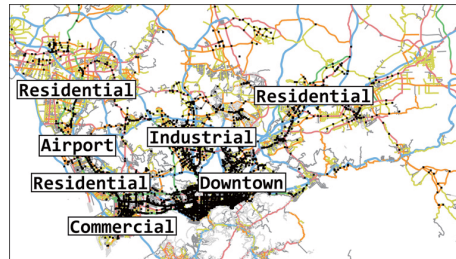 Residential
Residential
Industrial
Airport
Residential
Downtown
Commercial